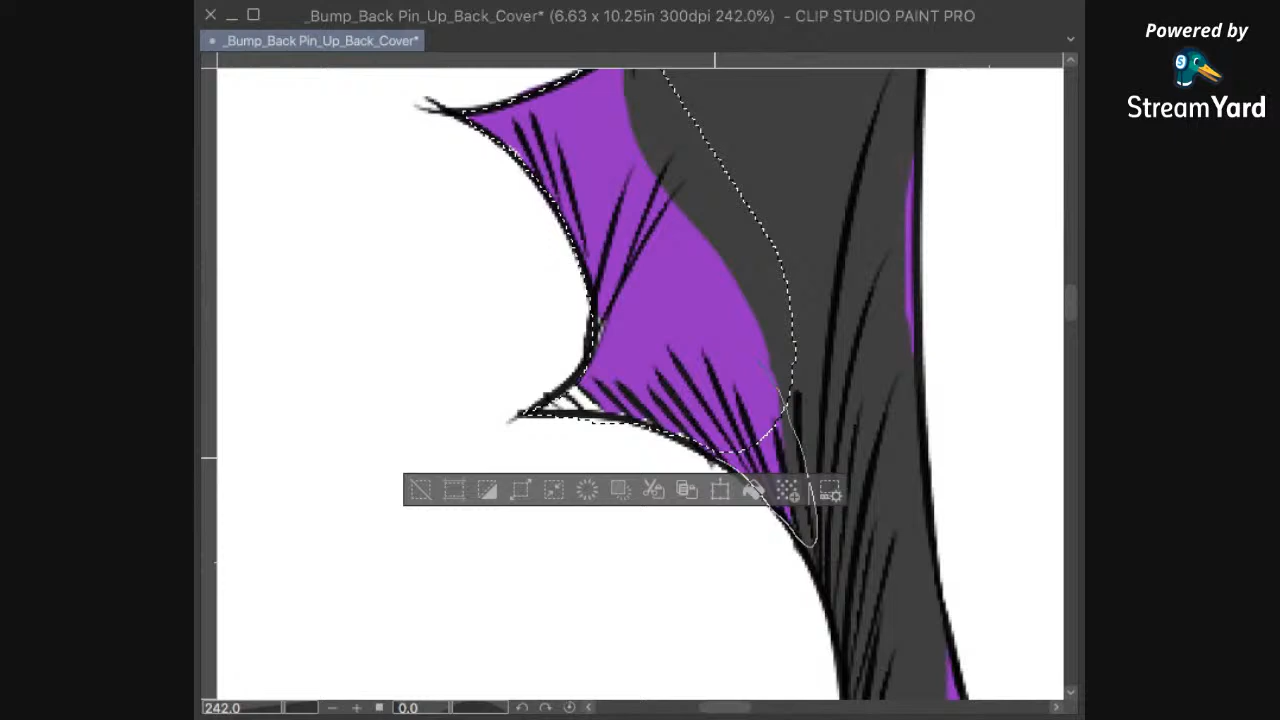 _Bump_Back Pin_Up_Back_Cover* (6.63 x 10.25in 300dpi 242.0%) - CLIP STUDIO PAINT PRO
_Bump_Back Pin_Up_Back_Cover*
Powered by
StreamYard
242.0
0.0